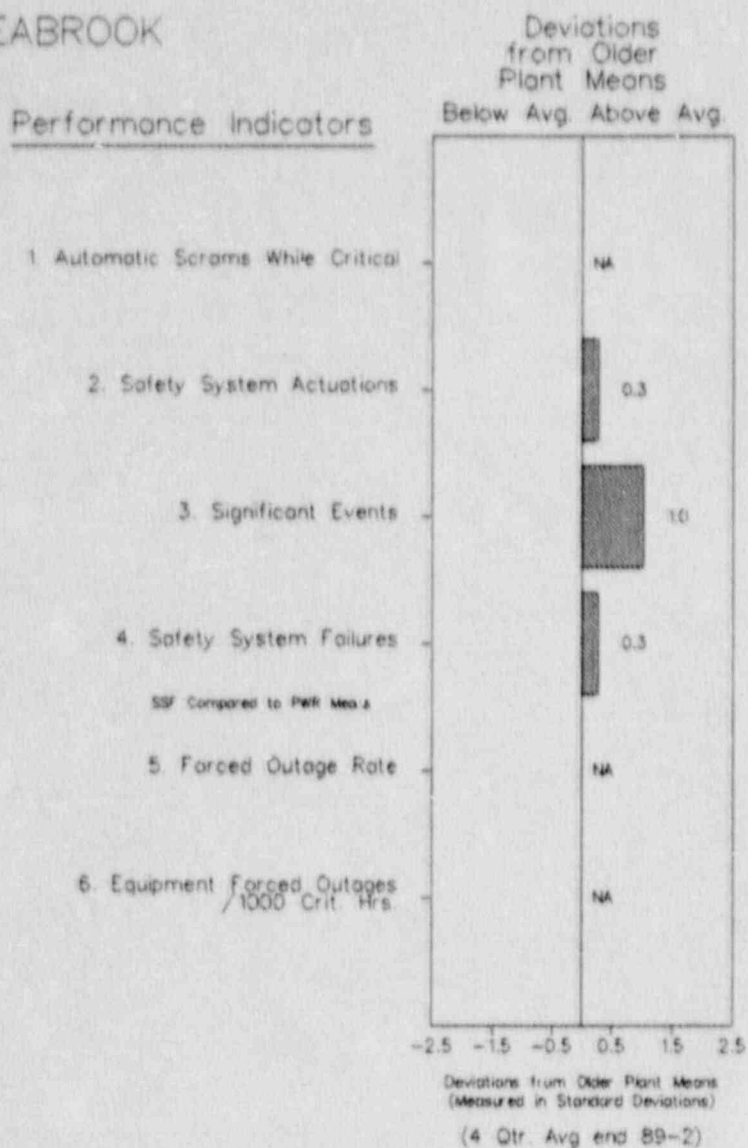 EABROOK
Deviations
from Older
Plant Means
Performance Indicators
Below Avg. Above Avg.
1. Automatic Scrams While Critical
NA
2. Safety System Actuations
0.3
3. Significant Events
1.0
4. Safety System Failures
0.3
SSF Compared to PWR
5. Forced Outage Rate
NA
6. Equipment Forced Outages
/1000 Crit. Hrs.
NA
-2.5 -1.5 -0.5 0.5 1.5 2.5
Deviations from Older Plant Means
(Measured in Standard Deviations)
(4 Qtr. Avg end 89-2)